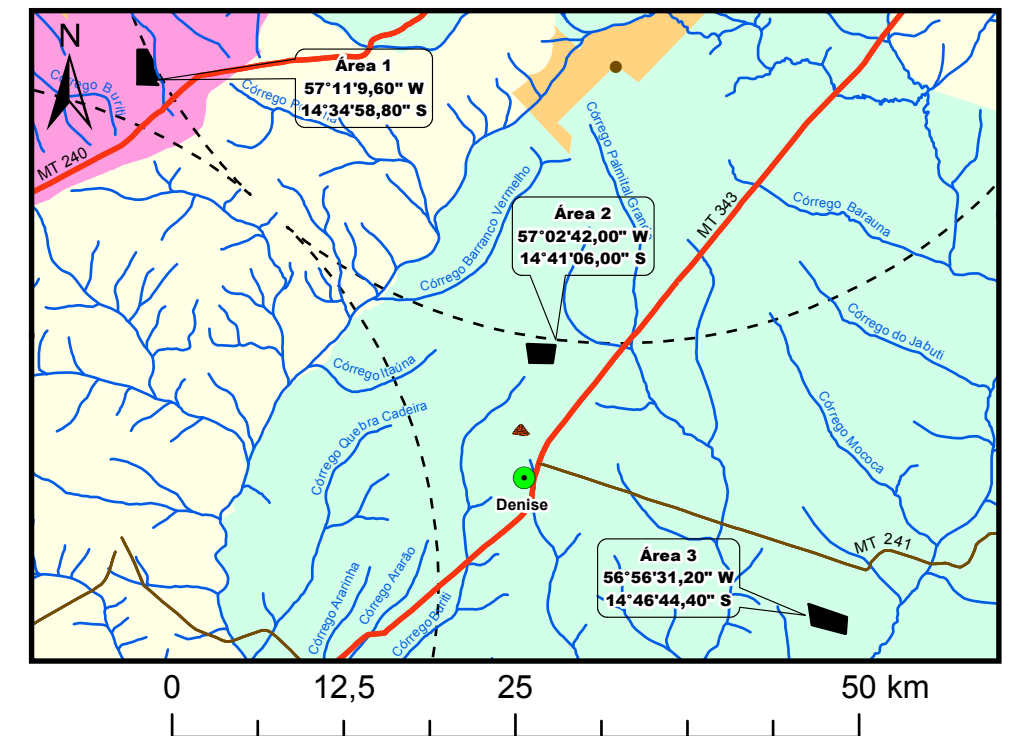 N
Área 1
57°11'9,60" W
14°34'58,80" S
Córrego Buriti
MT 240
Córrego Palmital Grande
Córrego Barranco Vermelho
Área 2
57°02'42,00" W
14°41'06,00" S
MT 343
Córrego Barauna
Córrego do Jabuti
Córrego Itaúna
Córrego Quebra Cadeira
Córrego Mococa
Denise
MT 241
Área 3
56°56'31,20" W
14°46'44,40" S
Córrego Ararinha
Córrego Ararão
Córrego Buriti
0 12,5 25 50 km